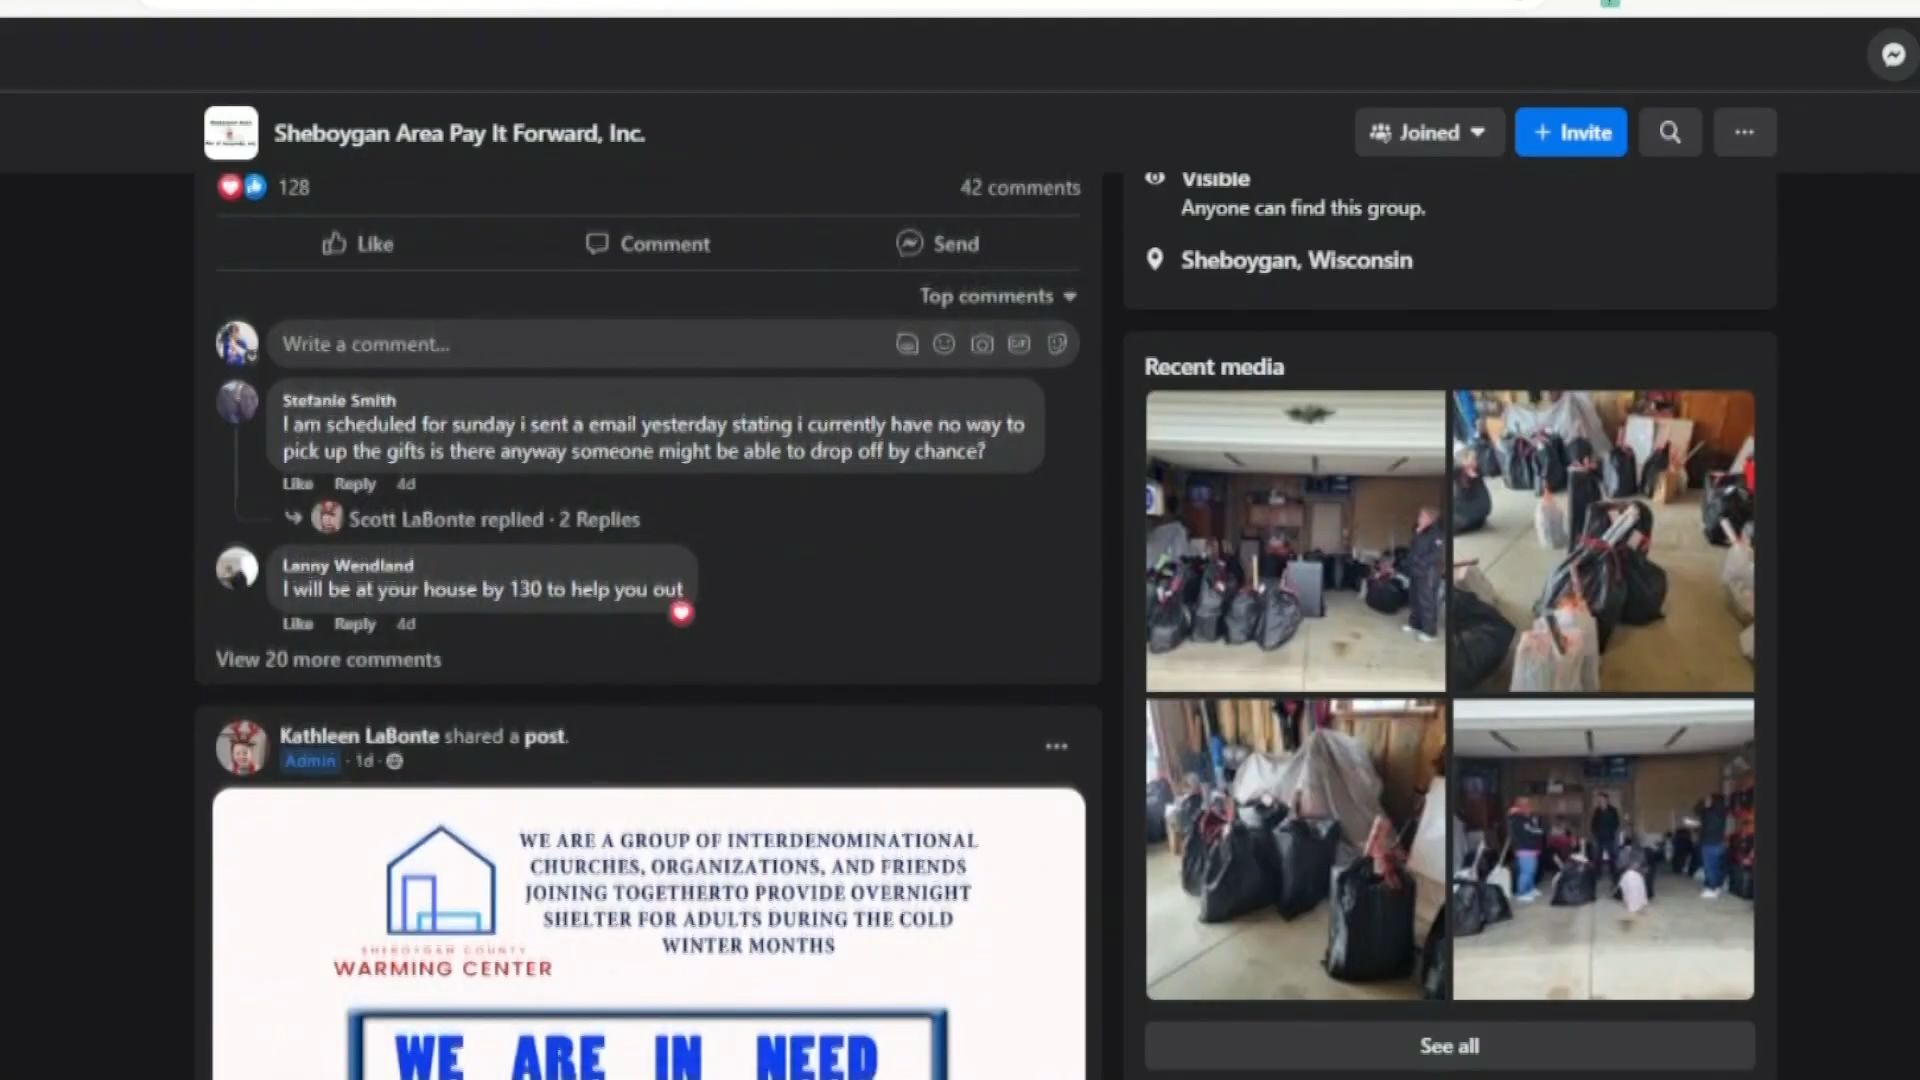 Sheboygan Area Pay It Forward, Inc.
Joined
+ Invite
128
42 comments
Like
Comment
Send
Top comments
Write a comment...
GIF
Stefanie Smith
I am scheduled for sunday i sent a email yesterday stating i currently have no way to
pick up the gifts is there anyway someone might be able to drop off by chance?
Like Reply 4d
Scott LaBonte replied · 2 Replies
Lanny Wendland
I will be at your house by 130 to help you out
Like Reply 4d
View 20 more comments
Kathleen LaBonte shared a post.
Admin · 1d ·
SHEBOYGAN COUNTY
WARMING CENTER
WE ARE A GROUP OF INTERDENOMINATIONAL
CHURCHES, ORGANIZATIONS, AND FRIENDS
JOINING TOGETHERTO PROVIDE OVERNIGHT
SHELTER FOR ADULTS DURING THE COLD
WINTER MONTHS
WE ARE IN NEED
Visible
Anyone can find this group.
Sheboygan, Wisconsin
Recent media
See all